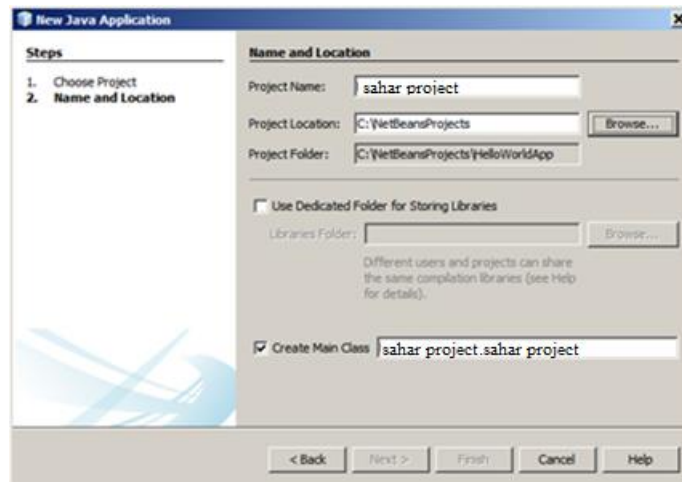 New Java Application
Steps
1. Choose Project
2. Name and Location
Name and Location
Project Name: sahar project
Project Location: C:\NetBeansProjects Browse...
Project Folder: C:\NetBeansProjects\HelloWorldApp
Use Dedicated Folder for Storing Libraries
Libraries Folder: Browse...
Different users and projects can share
the same compilation libraries (see Help
for details).
Create Main Class sahar project.sahar project
< Back Next > Finish Cancel Help